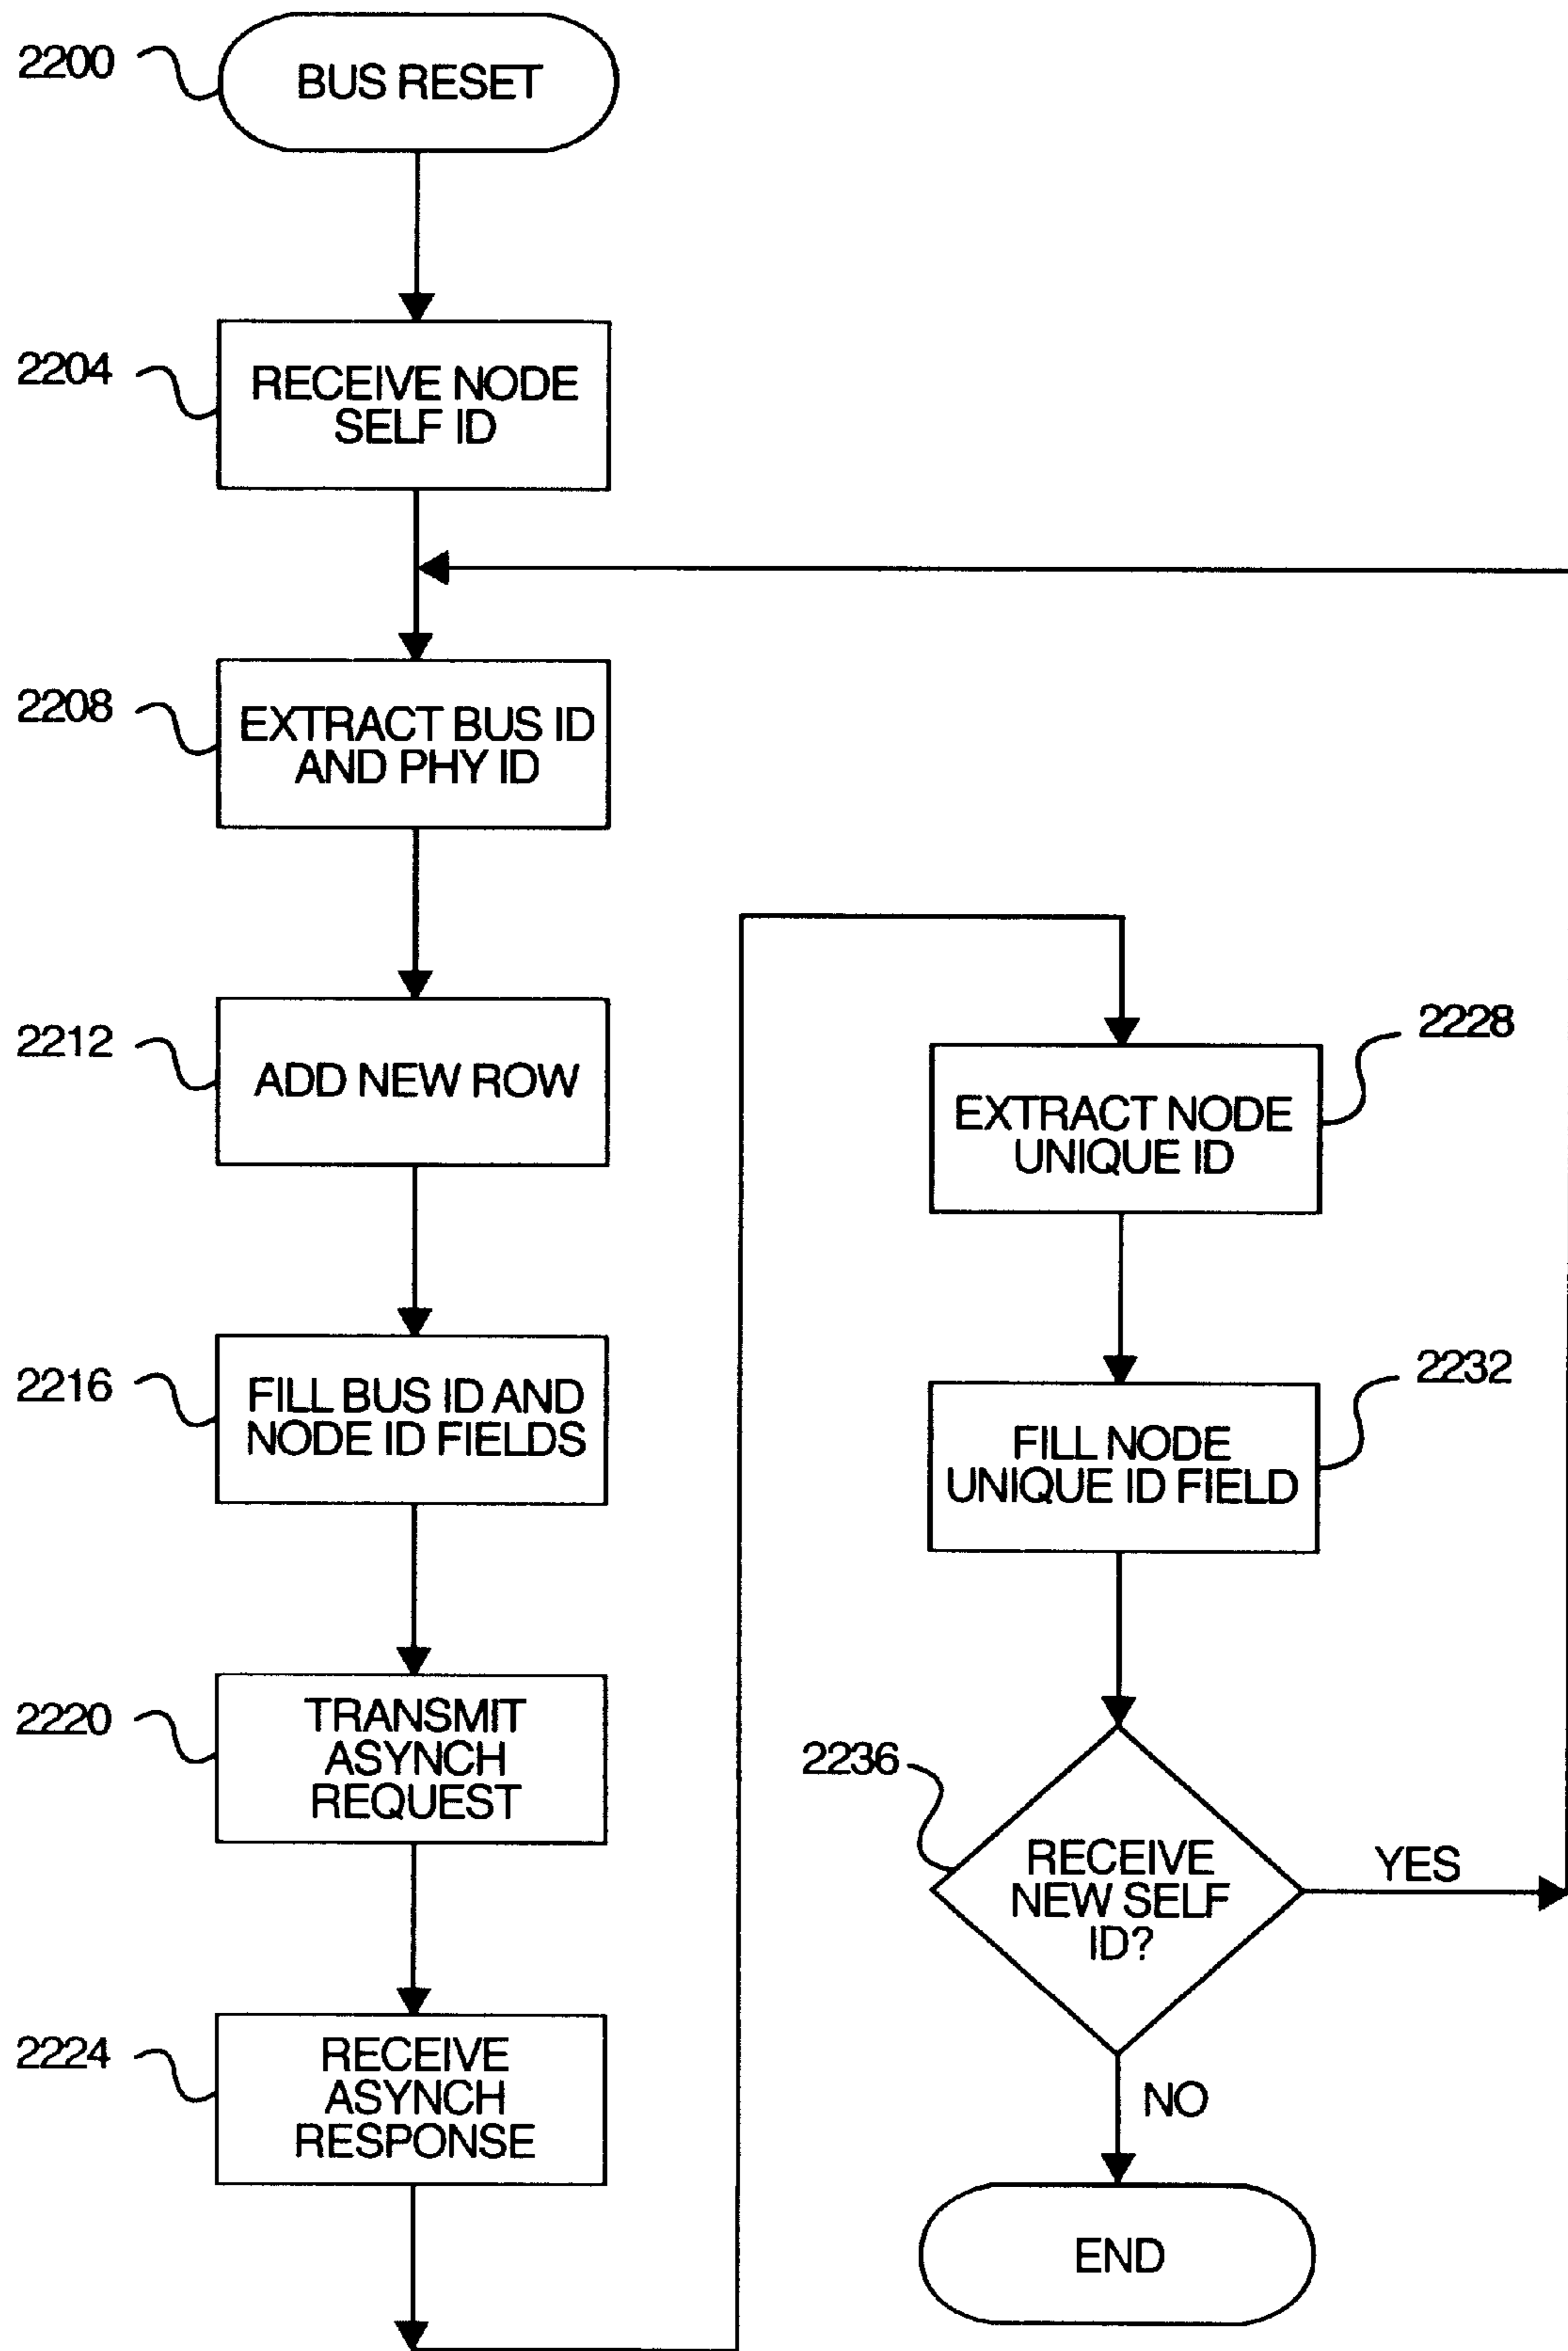 2200
BUS RESET
2204
RECEIVE NODE
SELF ID
2208
EXTRACT BUS ID
AND PHY ID
2212
ADD NEW ROW
2216
FILL BUS ID AND
NODE ID FIELDS
2220
TRANSMIT
ASYNCH
REQUEST
2224
RECEIVE
ASYNCH
RESPONSE
2228
EXTRACT NODE
UNIQUE ID
2232
FILL NODE
UNIQUE ID FIELD
2236
RECEIVE
NEW SELF
ID?
YES
NO
END